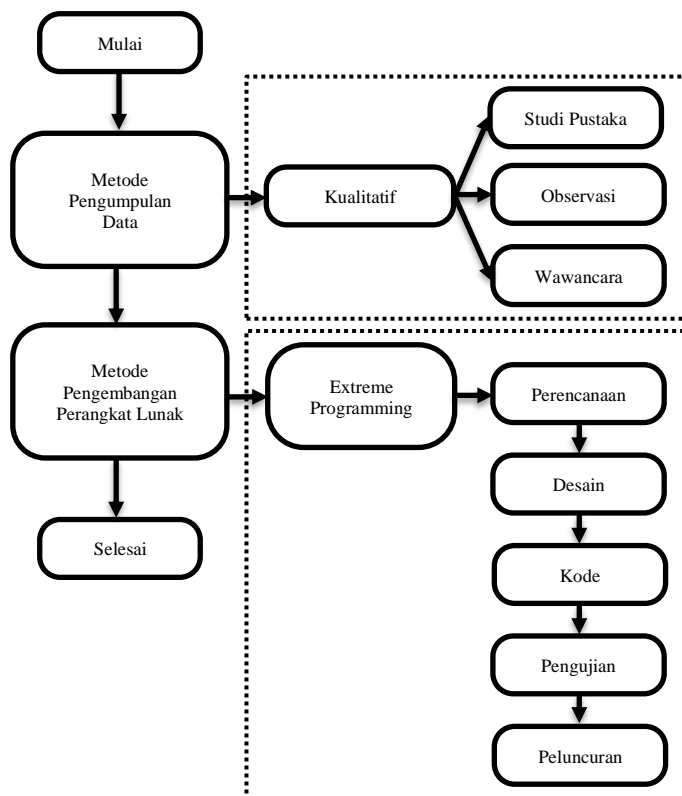 Mulai
Metode
Pengumpulan
Data
Kualitatif
Studi Pustaka
Observasi
Wawancara
Metode
Pengembangan
Perangkat Lunak
Extreme
Programming
Perencanaan
Desain
Kode
Pengujian
Peluncuran
Selesai